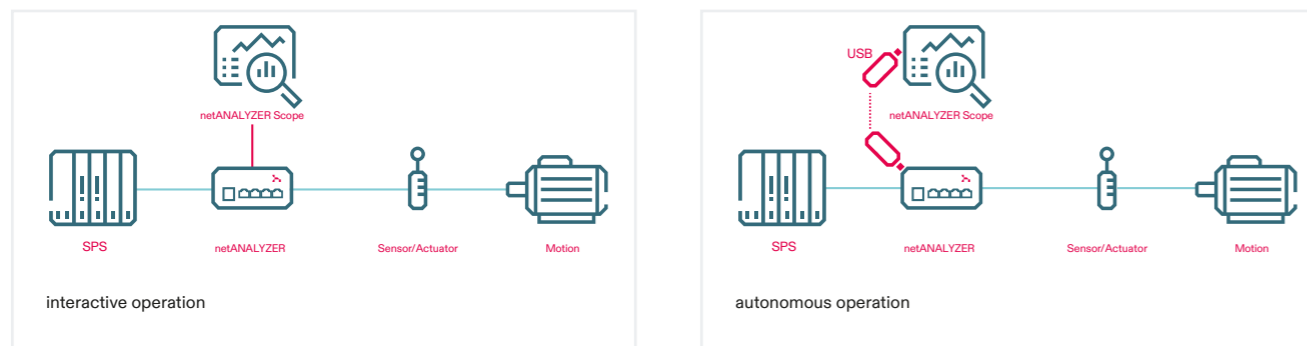 netANALYZER Scope
SPS
netANALYZER
Sensor/Actuator
Motion
interactive operation
USB
netANALYZER Scope
SPS
netANALYZER
Sensor/Actuator
Motion
autonomous operation